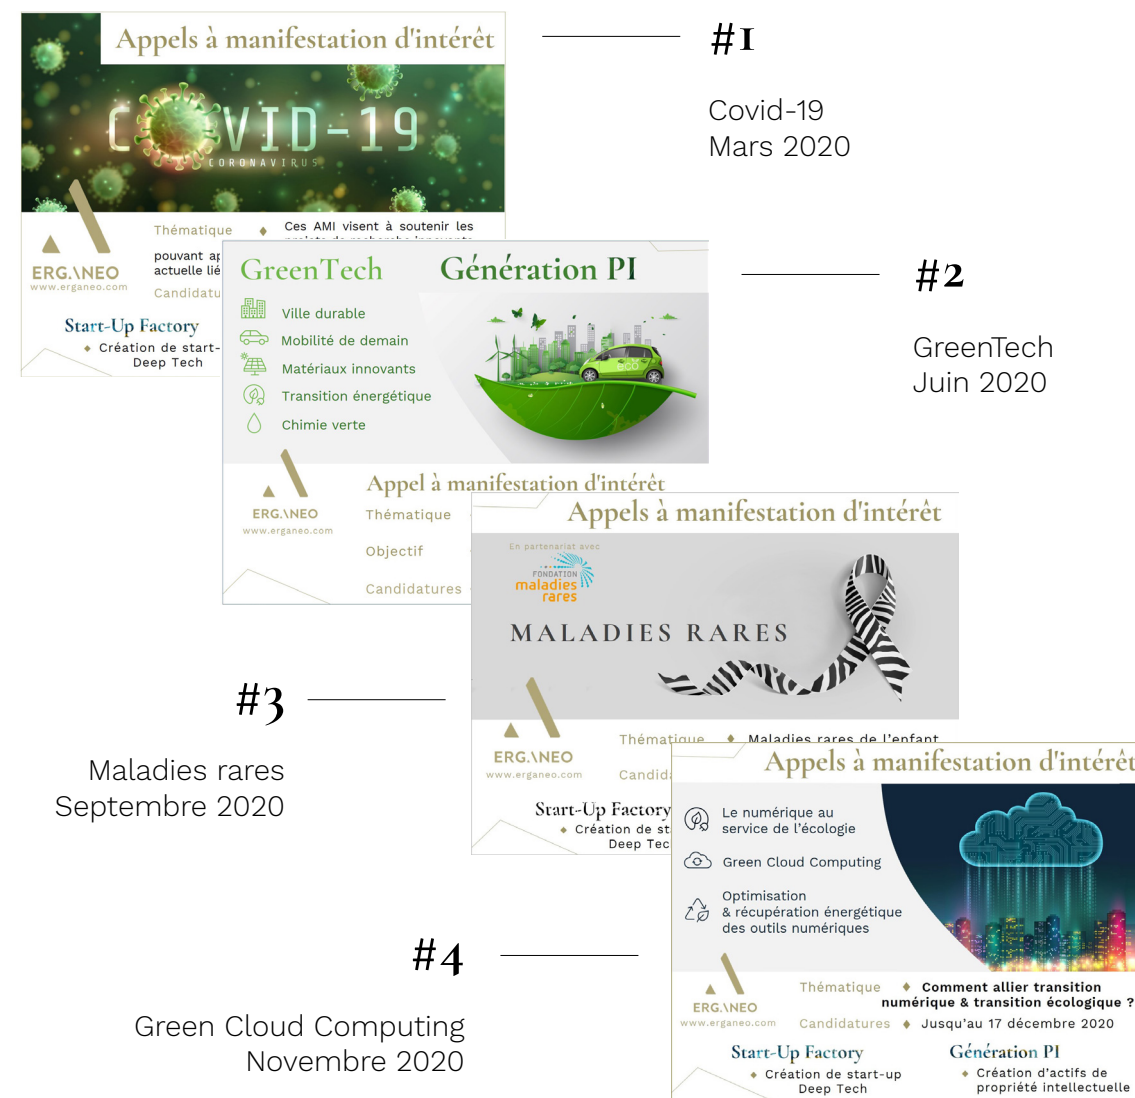 Appels à manifestation d'intérêt
COVID-19
CORONAVIRUS
Thématique ♦ Ces AMI visent à soutenir les
projets de recherche innovants
pouvant
actuelle
ERGANEO
www.erganeo.com
Start-Up Factory
♦ Création de start-
Deep Tech
#1
Covid-19
Mars 2020
GreenTech
Génération PI
Ville durable
Mobilité de demain
Matériaux innovants
Transition énergétique
Chimie verte
ECO
ERGANEO
www.erganeo.com
Appel à manifestation d'intérêt
Thématique
Objectif
Candidatures
#2
GreenTech
Juin 2020
Appels à manifestation d'intérêt
En partenariat avec
FONDATION
maladies
rares
MALADIES RARES
ERGANEO
www.erganeo.com
Thématique ♦ Maladies rares de l'enfant
Start-Up Factory
♦ Création de
Deep
#3
Maladies rares
Septembre 2020
Appels à manifestation d'intérêt
Le numérique au
service de l'écologie
Green Cloud Computing
Optimisation
& récupération énergétique
des outils numériques
ERGANEO
www.erganeo.com
Thématique ♦ Comment allier transition
numérique & transition écologique ?
Candidatures ♦ Jusqu'au 17 décembre 2020
Start-Up Factory
♦ Création de start-up
Deep Tech
Génération PI
♦ Création d'actifs de
propriété intellectuelle
#4
Green Cloud Computing
Novembre 2020